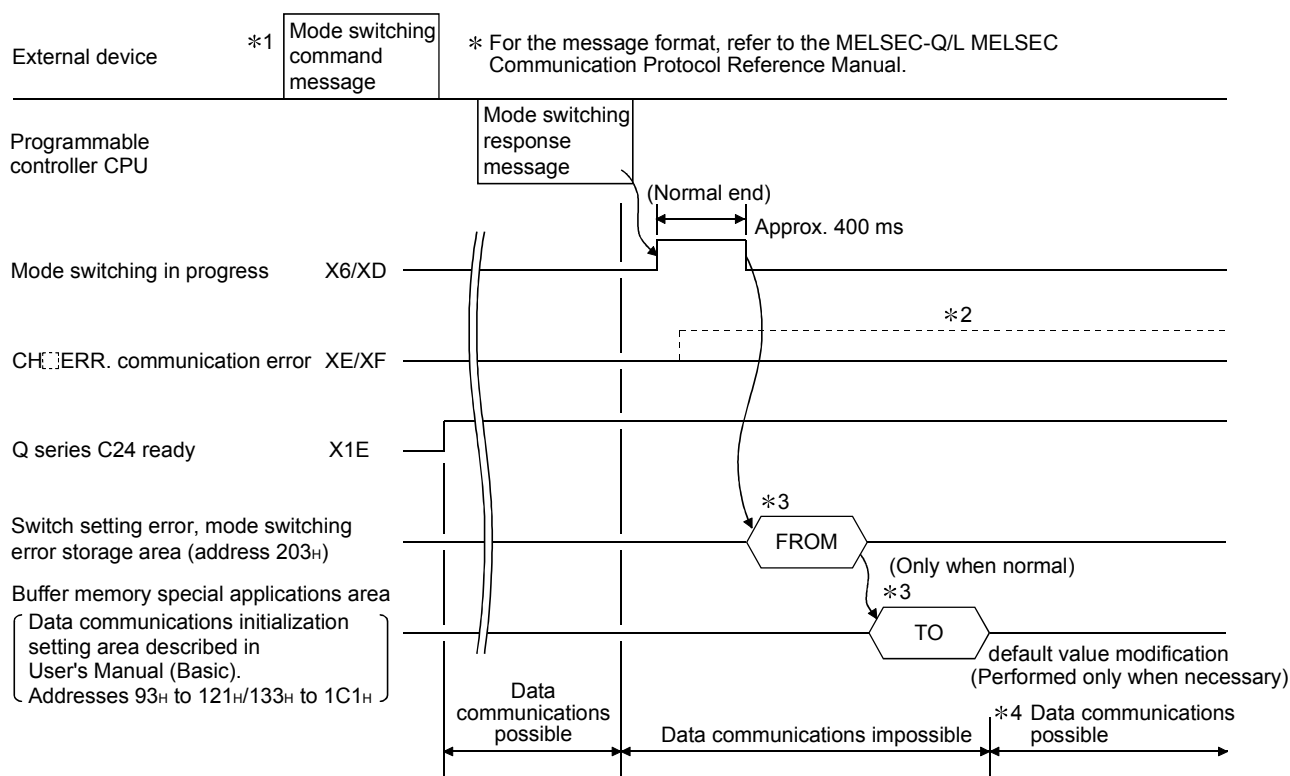 External device
*1
Mode switching
command
message
* For the message format, refer to the MELSEC-Q/L MELSEC
Communication Protocol Reference Manual.
Programmable
controller CPU
Mode switching
response
message
(Normal end)
Approx. 400 ms
Mode switching in progress X6/XD
*2
CH ERR. communication error XE/XF
Q series C24 ready X1E
*3
Switch setting error, mode switching
error storage area (address 203H)
FROM
(Only when normal)
*3
Buffer memory special applications area
Data communications initialization
setting area described in
User's Manual (Basic).
Addresses 93H to 121H/133H to 1C1H
TO
default value modification
(Performed only when necessary)
Data
communications
possible
Data communications impossible
*4 Data communications
possible